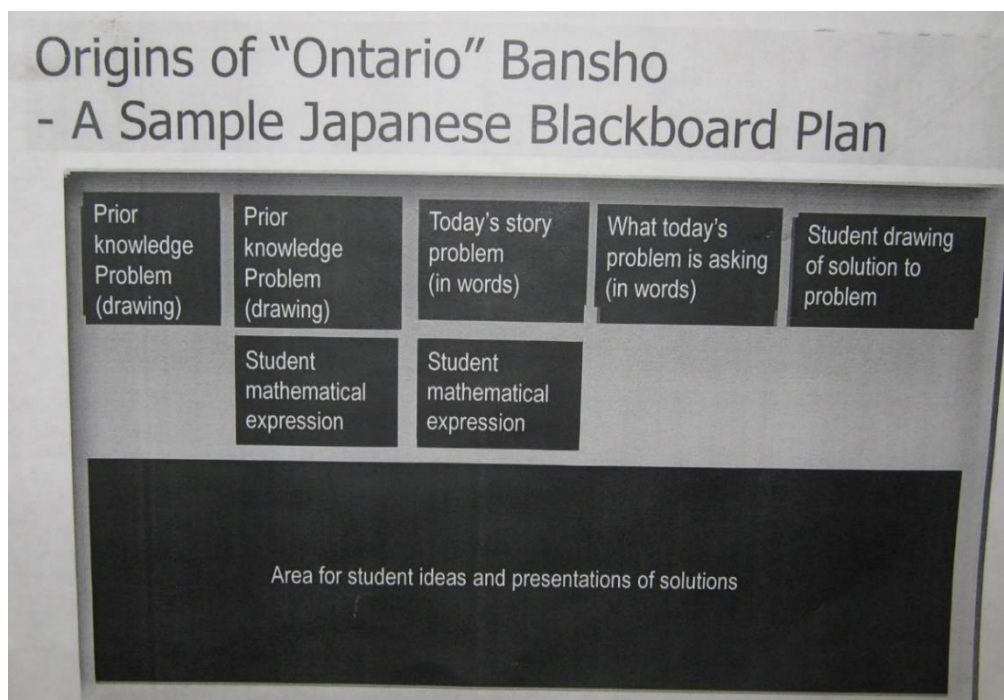 Origins of “Ontario” Bansho
- A Sample Japanese Blackboard Plan
Prior
knowledge
Problem
(drawing)
Prior
knowledge
Problem
(drawing)
Today's story
problem
(in words)
What today's
problem is asking
(in words)
Student drawing
of solution to
problem
Student
mathematical
expression
Student
mathematical
expression
Area for student ideas and presentations of solutions